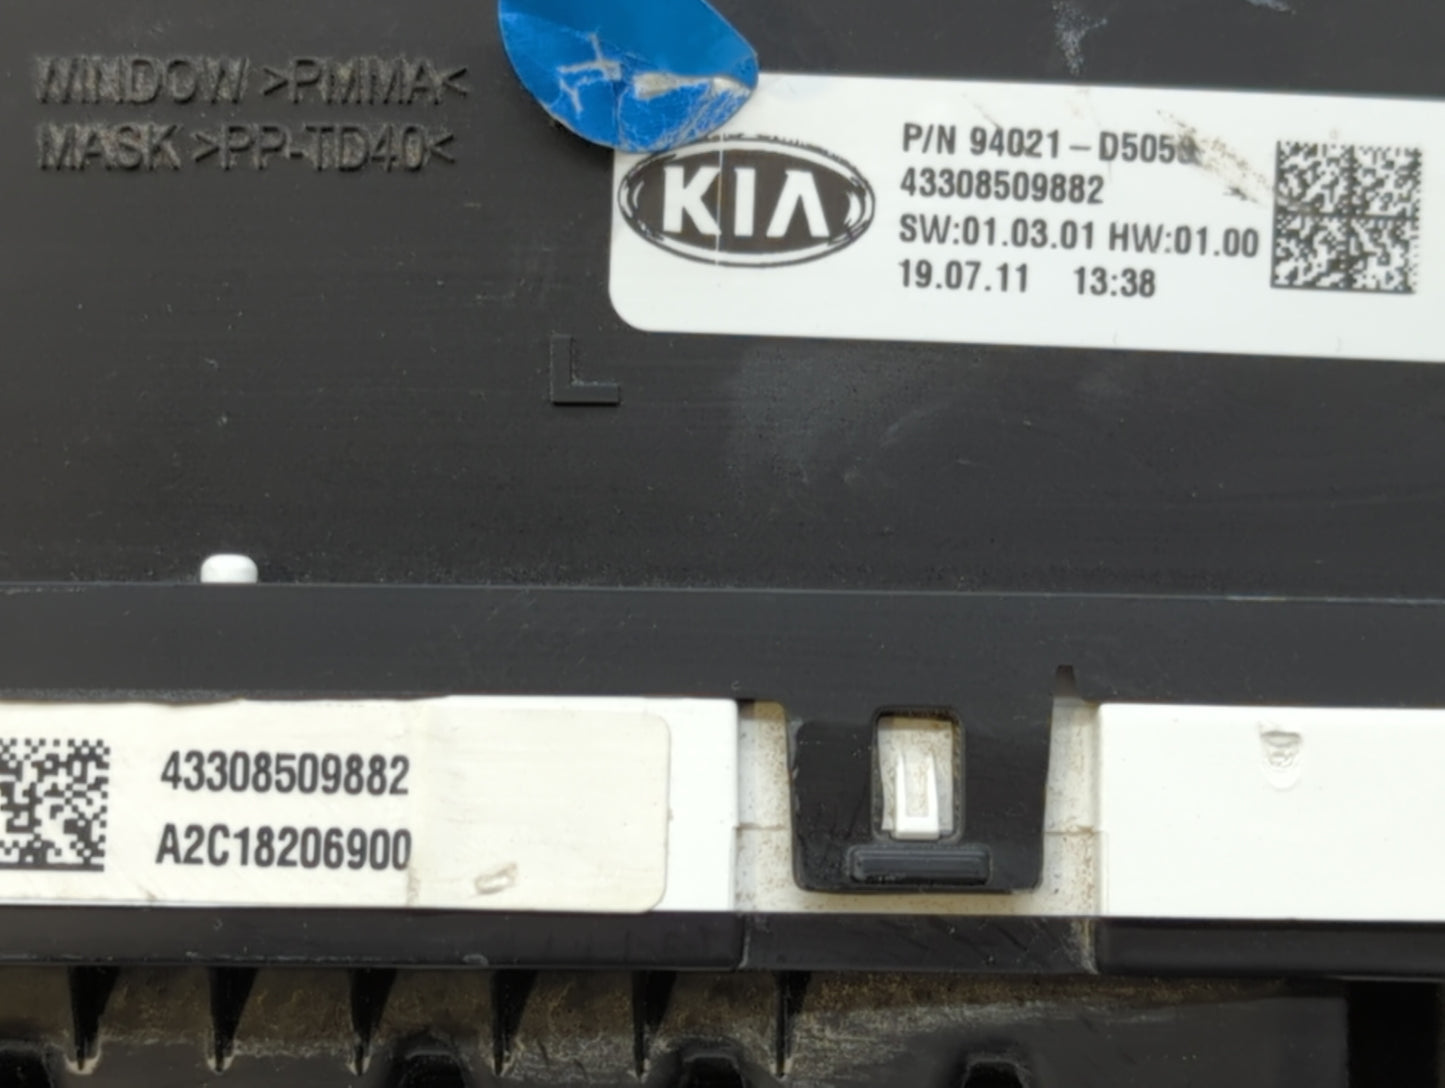 WINDOW >PMMA<
MASK >PP-TD40<
KIA
P/N 94021-D505
43308509882
SW:01.03.01 HW:01.00
19.07.11 13:38
43308509882
A2C18206900